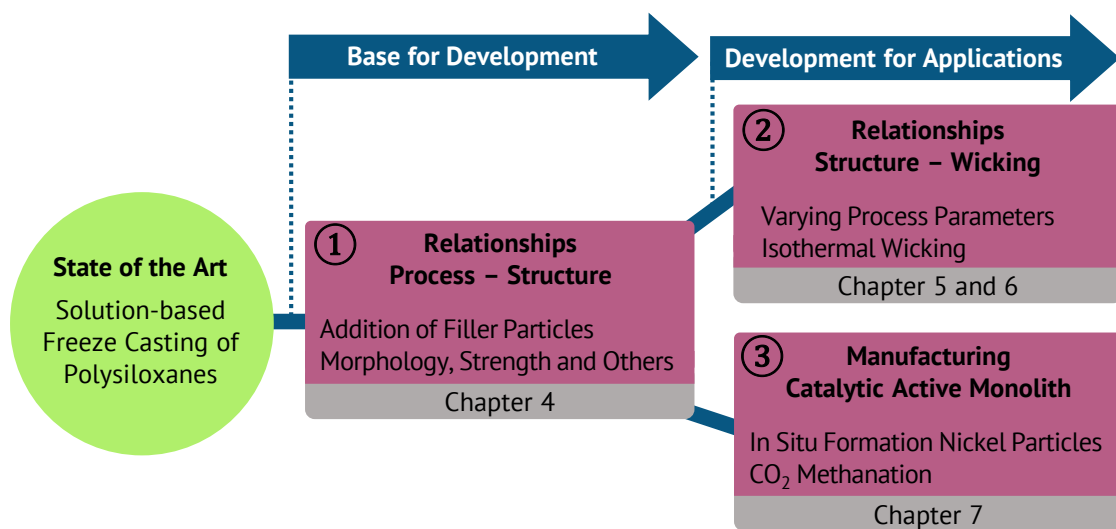 Base for Development
Development for Applications
State of the Art
Solution-based
Freeze Casting of
Polysiloxanes
①
Relationships
Process – Structure
Addition of Filler Particles
Morphology, Strength and Others
Chapter 4
②
Relationships
Structure – Wicking
Varying Process Parameters
Isothermal Wicking
Chapter 5 and 6
③
Manufacturing
Catalytic Active Monolith
In Situ Formation Nickel Particles
CO₂ Methanation
Chapter 7